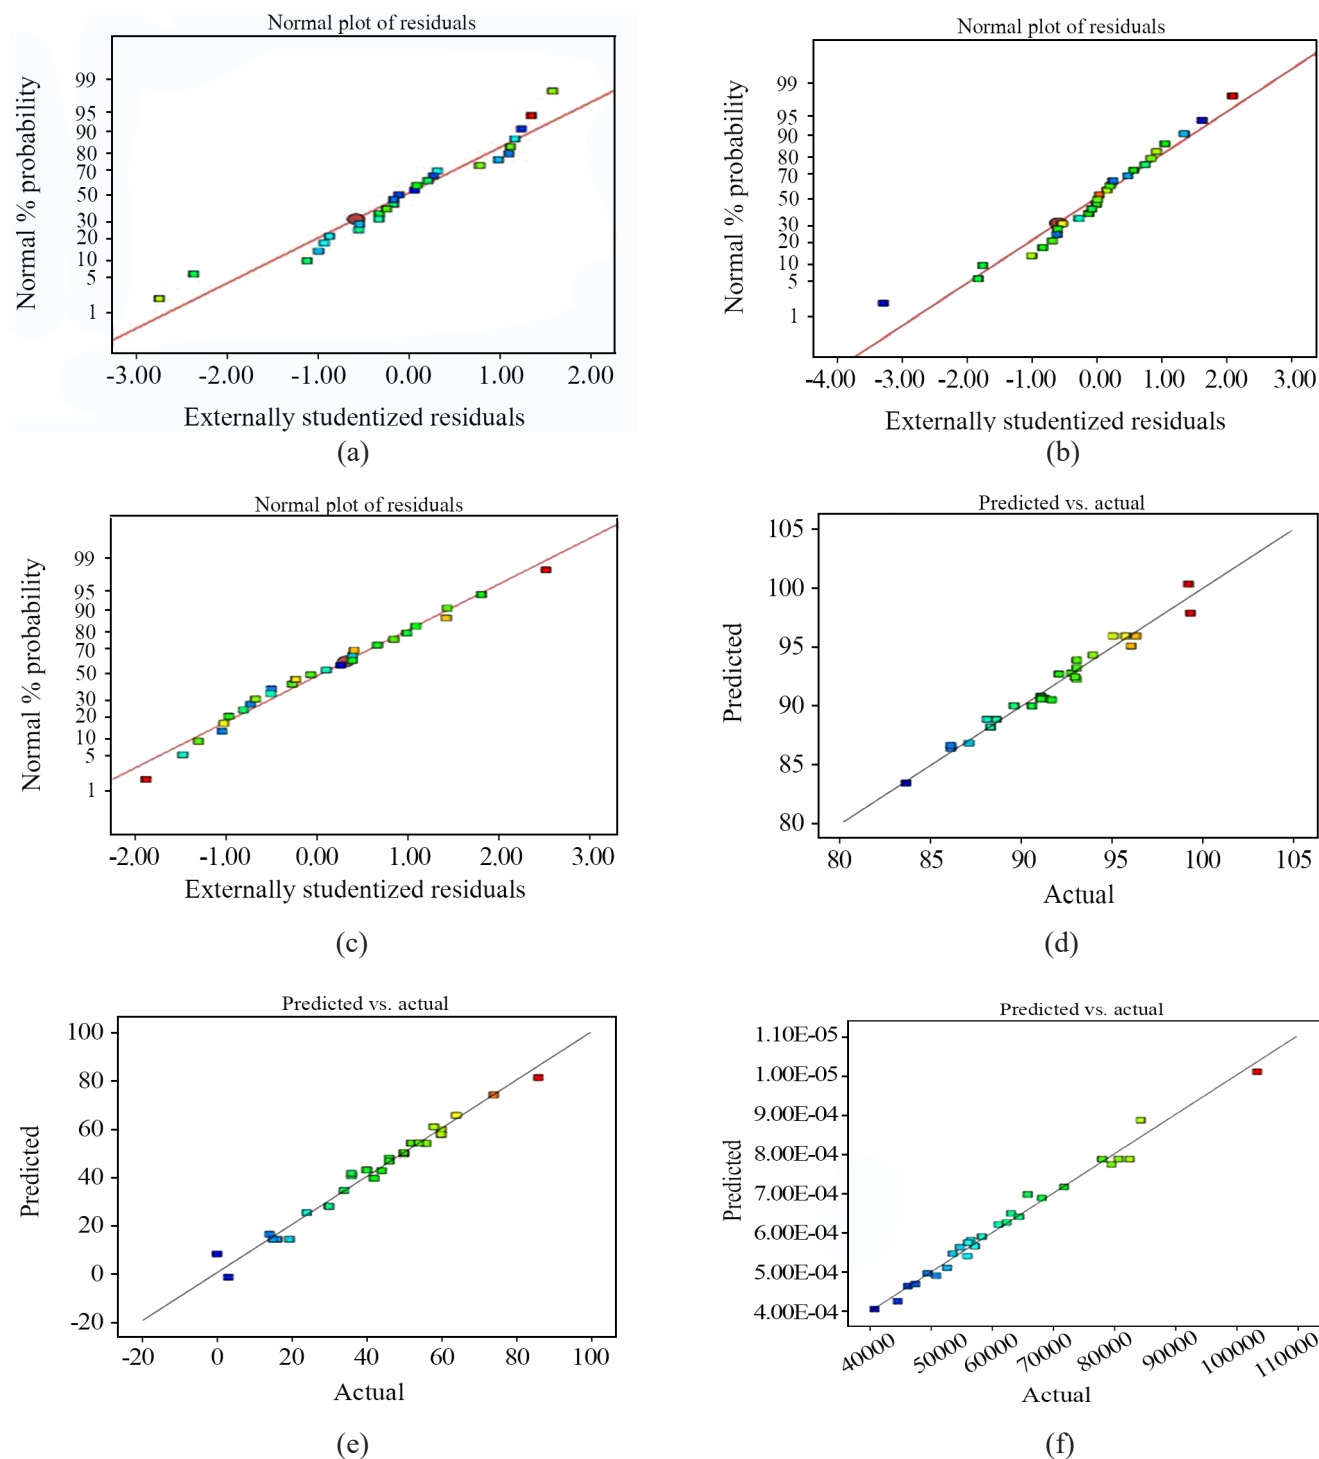 Normal plot of residuals
Normal % probability
99
95
90
80
70
50
30
20
10
5
1
-3.00 -2.00 -1.00 0.00 1.00 2.00
Externally studentized residuals
(a)
Normal plot of residuals
Normal % probability
99
95
90
80
70
50
30
20
10
5
1
-4.00 -3.00 -2.00 -1.00 0.00 1.00 2.00 3.00
Externally studentized residuals
(b)
Normal plot of residuals
Normal % probability
99
95
90
80
70
50
30
20
10
5
1
-2.00 -1.00 0.00 1.00 2.00 3.00
Externally studentized residuals
(c)
Predicted vs. actual
Predicted
105
100
95
90
85
80
80 85 90 95 100 105
Actual
(d)
Predicted vs. actual
Predicted
100
80
60
40
20
0
-20
-20 0 20 40 60 80 100
Actual
(e)
Predicted vs. actual
Predicted
1.10E-05
1.00E-05
9.00E-04
8.00E-04
7.00E-04
6.00E-04
5.00E-04
4.00E-04
40000 50000 60000 70000 80000 90000 100000 110000
Actual
(f)